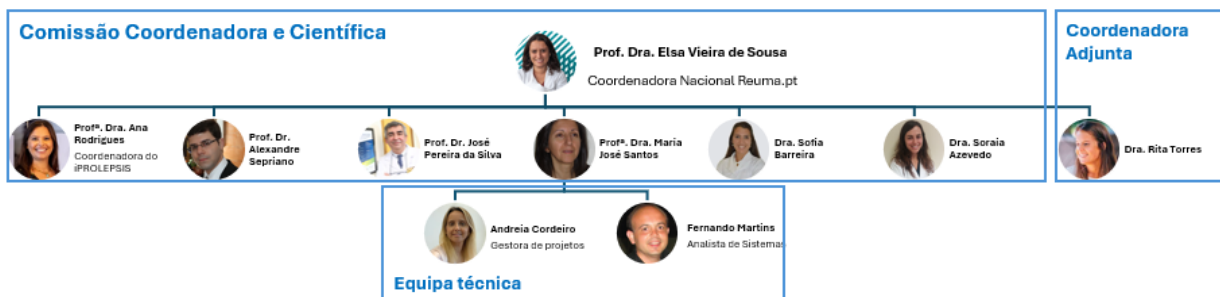 Comissão Coordenadora e Científica
Prof. Dra. Elsa Vieira de Sousa
Coordenadora Nacional Reuma.pt
Coordenadora
Adjunta
Profª. Dra. Ana
Rodrigues
Coordenadora do
iPROLEPSIS
Prof. Dr.
Alexandre
Sepriano
Prof. Dr. José
Pereira da Silva
Profª. Dra. Maria
José Santos
Dra. Sofia
Barreira
Dra. Soraia
Azevedo
Dra. Rita Torres
Andreia Cordeiro
Gestora de projetos
Fernando Martins
Analista de Sistemas
Equipa técnica